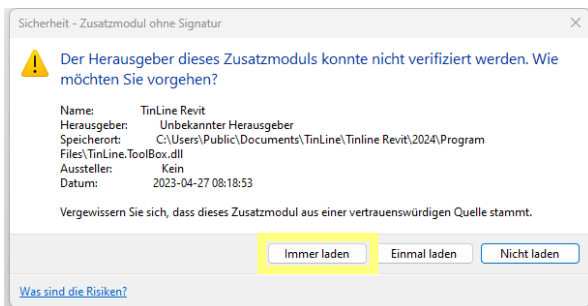 Sicherheit - Zusatzmodul ohne Signatur
Der Herausgeber dieses Zusatzmoduls konnte nicht verifiziert werden. Wie
möchten Sie vorgehen?
Name: TinLine Revit
Herausgeber: Unbekannter Herausgeber
Speicherort: C:\Users\Public\Documents\TinLine\Tinline Revit\2024\Program
Files\TinLine.ToolBox.dll
Aussteller: Kein
Datum: 2023-04-27 08:18:53
Vergewissern Sie sich, dass dieses Zusatzmodul aus einer vertrauenswürdigen Quelle stammt.
Immer laden Einmal laden Nicht laden
Was sind die Risiken?